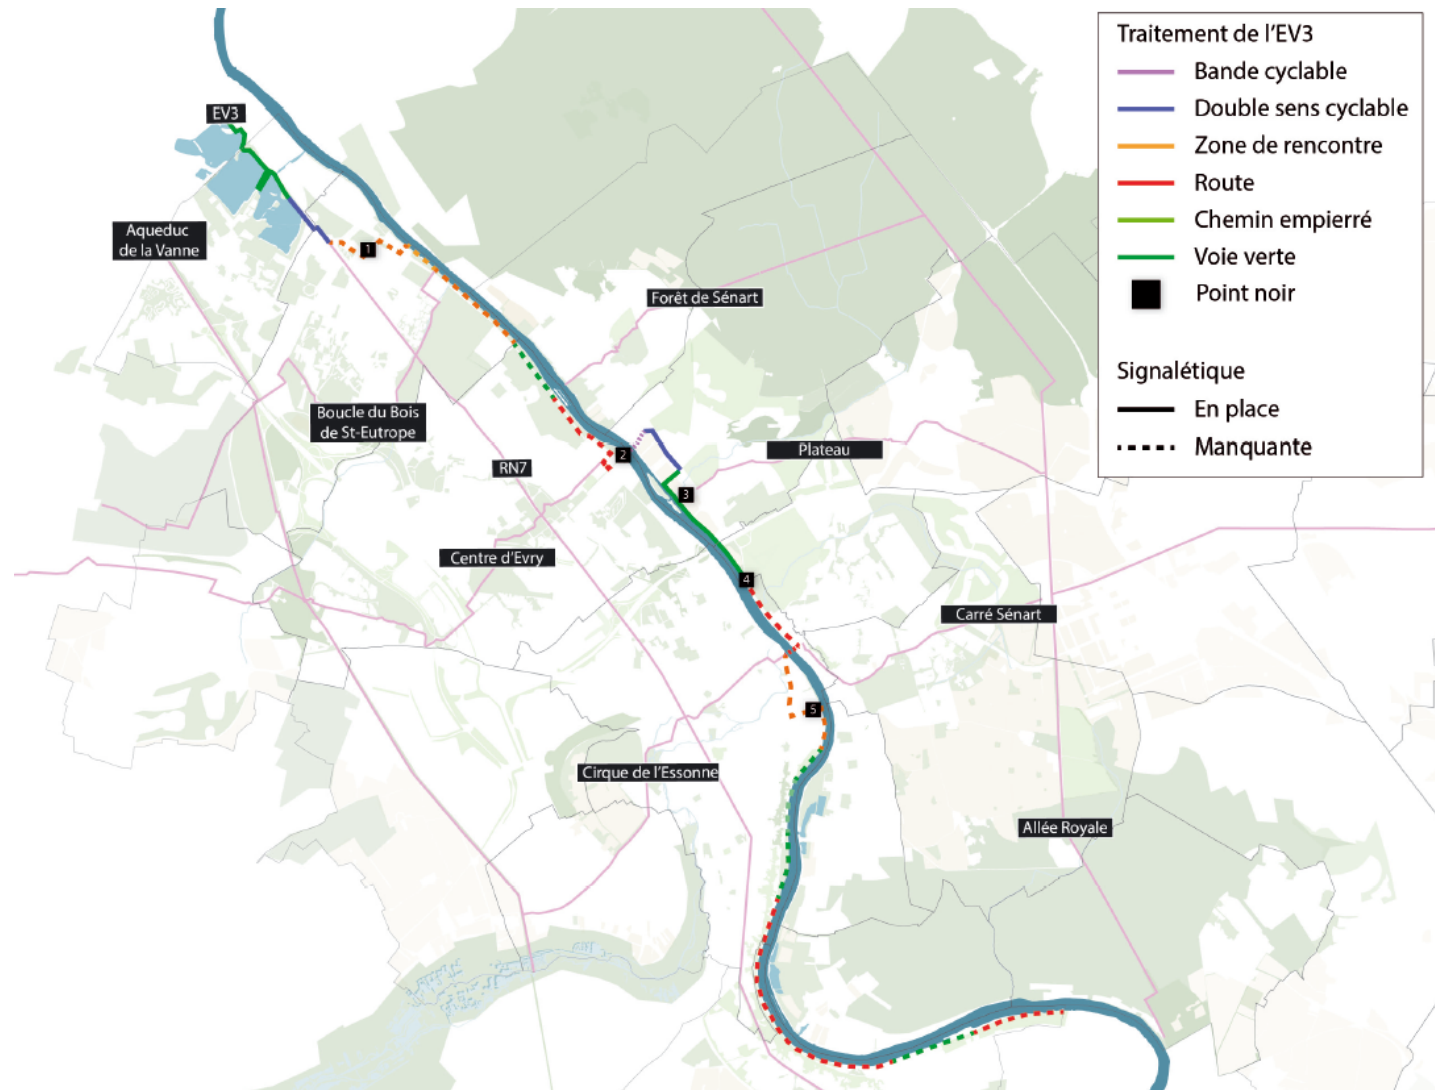 Traitement de l'EV3
Bande cyclable
Double sens cyclable
Zone de rencontre
Route
Chemin empierré
Voie verte
Point noir
Signalétique
En place
Manquante
EV3
Aqueduc
de la Vanne
1
Forêt de Sénart
Boucle du Bois
de St-Eutrope
RN7
2
Plateau
3
Centre d'Evry
4
Carré Sénart
5
Cirque de l'Essonne
Allée Royale